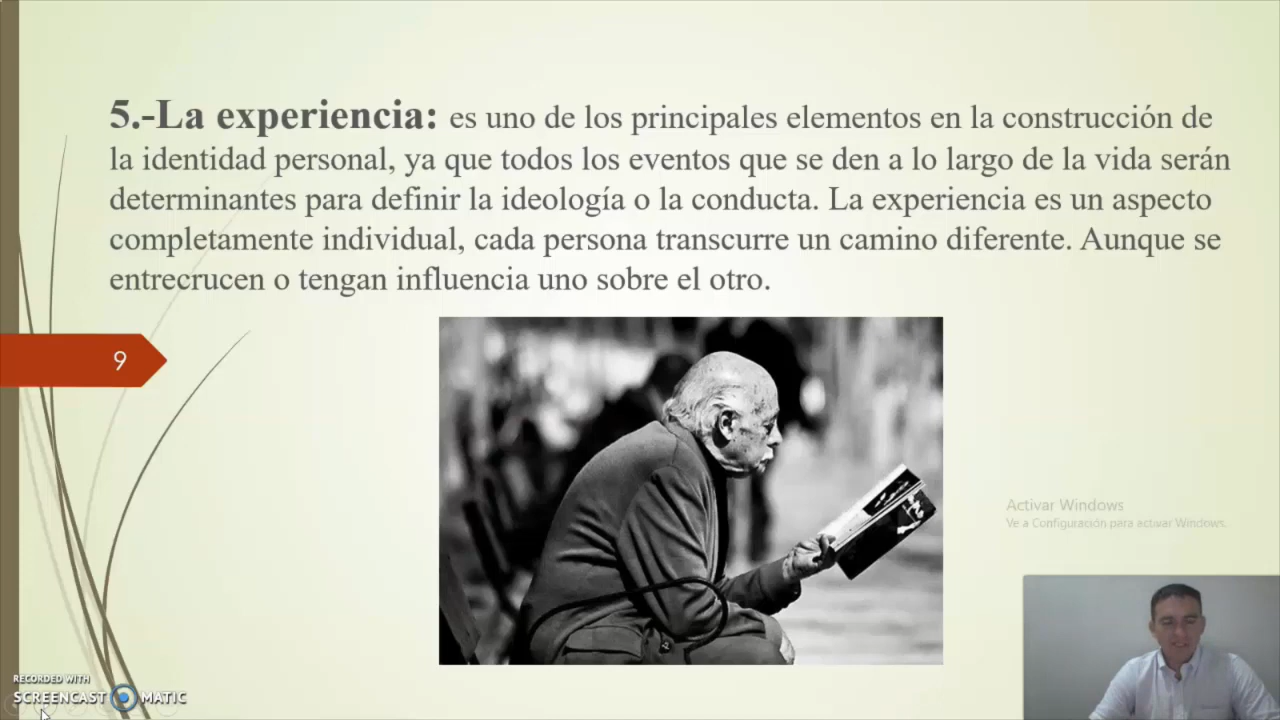 5.-La experiencia: es uno de los principales elementos en la construcción de
la identidad personal, ya que todos los eventos que se den a lo largo de la vida serán
determinantes para definir la ideología o la conducta. La experiencia es un aspecto
completamente individual, cada persona transcurre un camino diferente. Aunque se
entrecrucen o tengan influencia uno sobre el otro.
9
Activar Windows
Ve a Configuración para activar Windows.
RECORDED WITH
SCREENCAST MATIC